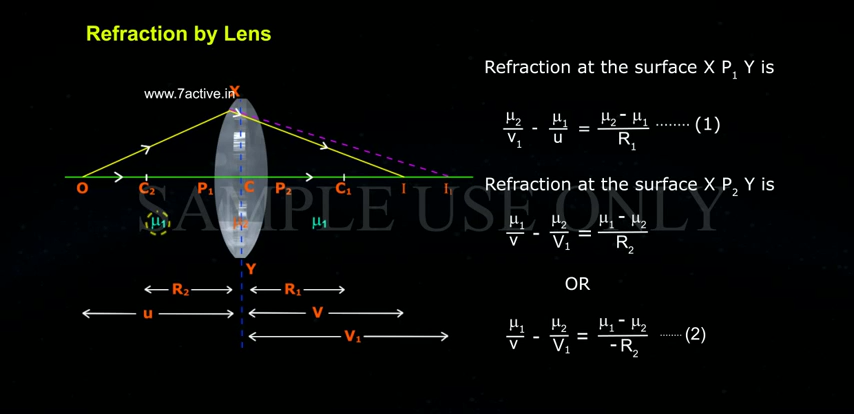 Refraction by Lens
www.7active.in
X
O C₂ P₁ C P₂ C₁ I I₁
μ₁ μ₂ μ₁
Y
R₂ R₁
u V
V₁
SAMPLE USE ONLY
Refraction at the surface X P₁ Y is
μ₂/v₁ - μ₁/u = μ₂ - μ₁/R₁ ........ (1)
Refraction at the surface X P₂ Y is
μ₁/v - μ₂/V₁ = μ₁ - μ₂/R₂
OR
μ₁/v - μ₂/V₁ = μ₁ - μ₂/-R₂ ........ (2)